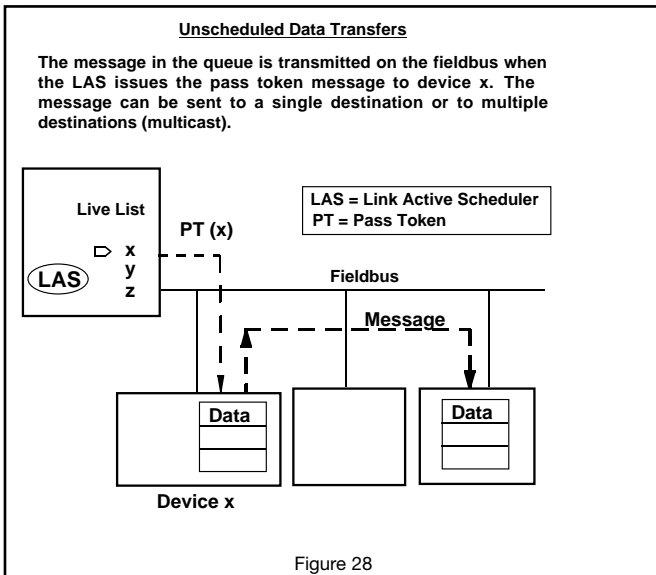 Unscheduled Data Transfers
The message in the queue is transmitted on the fieldbus when
the LAS issues the pass token message to device x. The
message can be sent to a single destination or to multiple
destinations (multicast).
Live List
x
y
z
LAS
PT (x)
LAS = Link Active Scheduler
PT = Pass Token
Fieldbus
Message
Data
Data
Device x
Figure 28